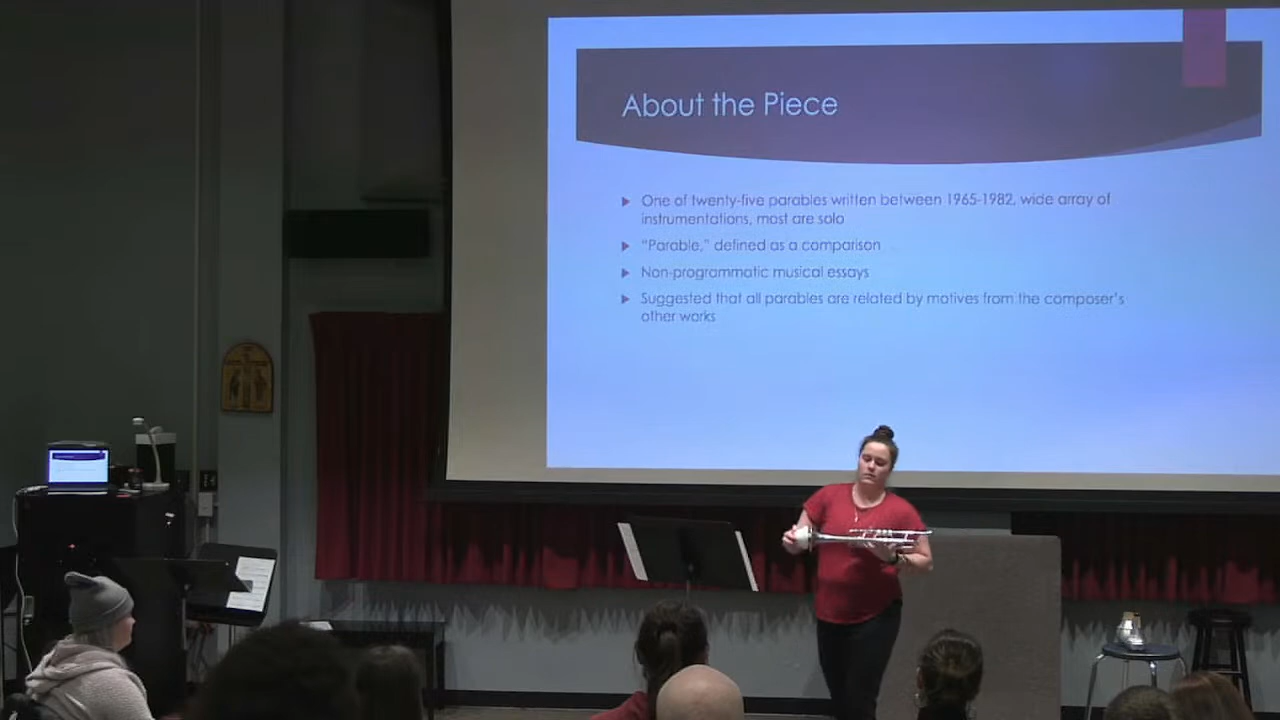 About the Piece
One of twenty-five parables written between 1965-1982, wide array of
instrumentations, most are solo
"Parable," defined as a comparison
Non-programmatic musical essays
Suggested that all parables are related by motives from the composer's
other works